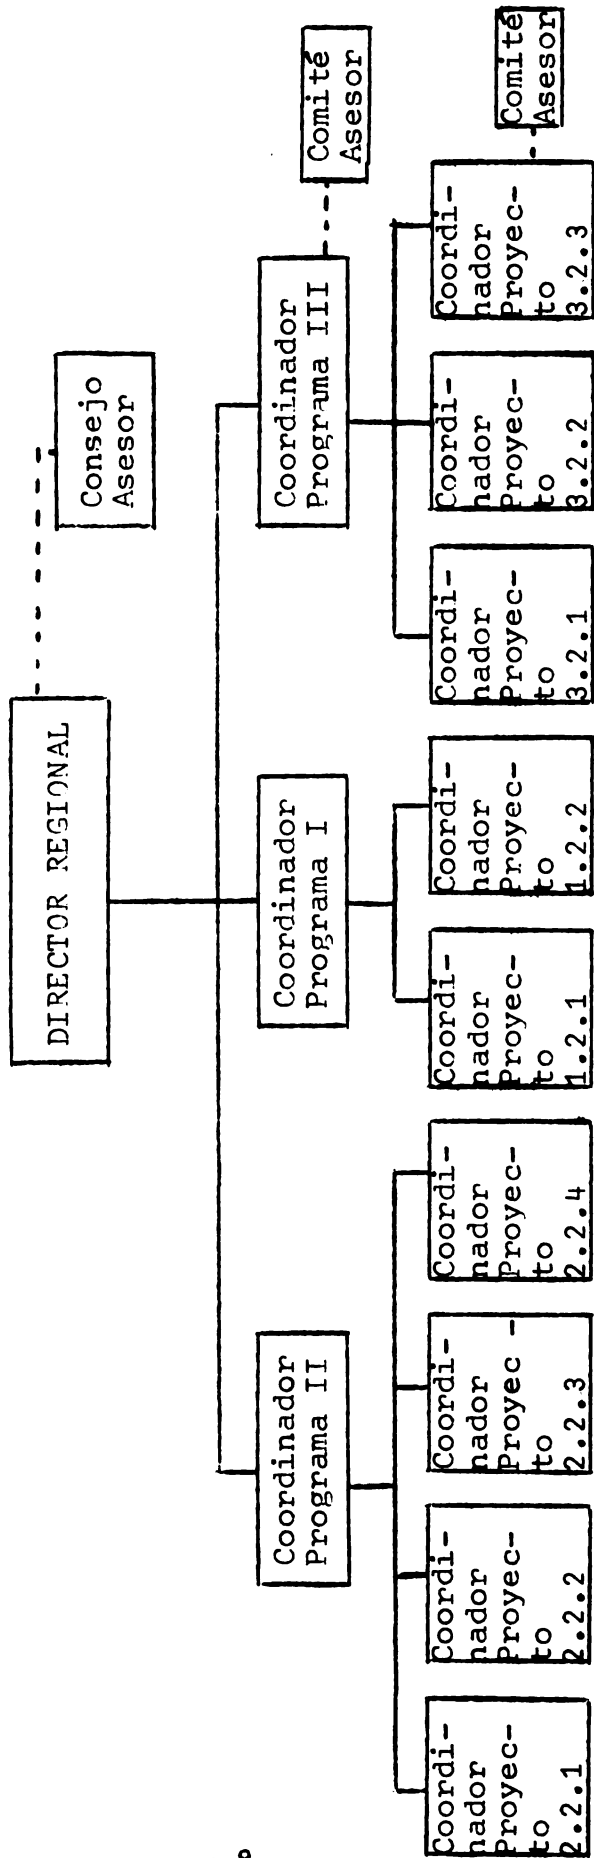 DIRECTOR REGIONAL
Consejo
Asesor
Coordinador
Programa II
Coordinador
Programa I
Coordinador
Programa III
Comité
Asesor
Coordi-
nador
Proyec-
to
2.2.1
Coordi-
nador
Proyec-
to
2.2.2
Coordi-
nador
Proyec -
to
2.2.3
Coordi-
nador
Proyec-
to
2.2.4
Coordi-
nador
Proyec-
to
1.2.1
Coordi-
nador
Proyec-
to
1.2.2
Coordi-
nador
Proyec-
to
3.2.1
Coordi-
nador
Proyec-
to
3.2.2
Coordi-
nador
Proyec-
to
3.2.3
Comité
Asesor